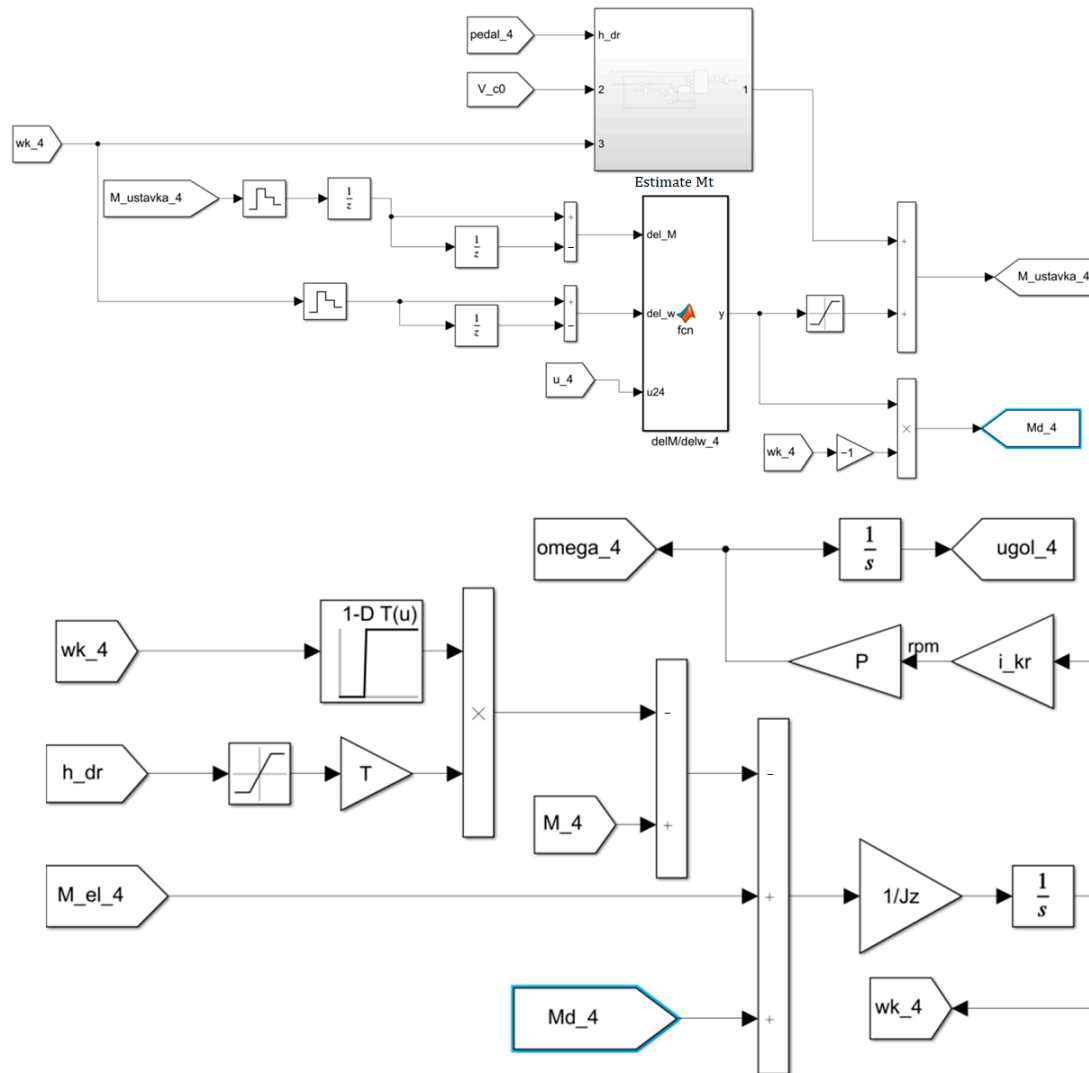 pedal_4
h_dr
V_c0
2
1
wk_4
3
Estimate Mt
M_ustavka_4
1
z
+
−
1
z
del_M
+
M_ustavka_4
+
+
−
1
z
del_w
fcn
y
u_4
u24
×
Md_4
wk_4
−1
delM/delw_4
omega_4
1
s
ugol_4
1-D T(u)
wk_4
rpm
P
i_kr
×
−
−
h_dr
T
M_4
+
M_el_4
+
1/Jz
1
s
Md_4
+
wk_4